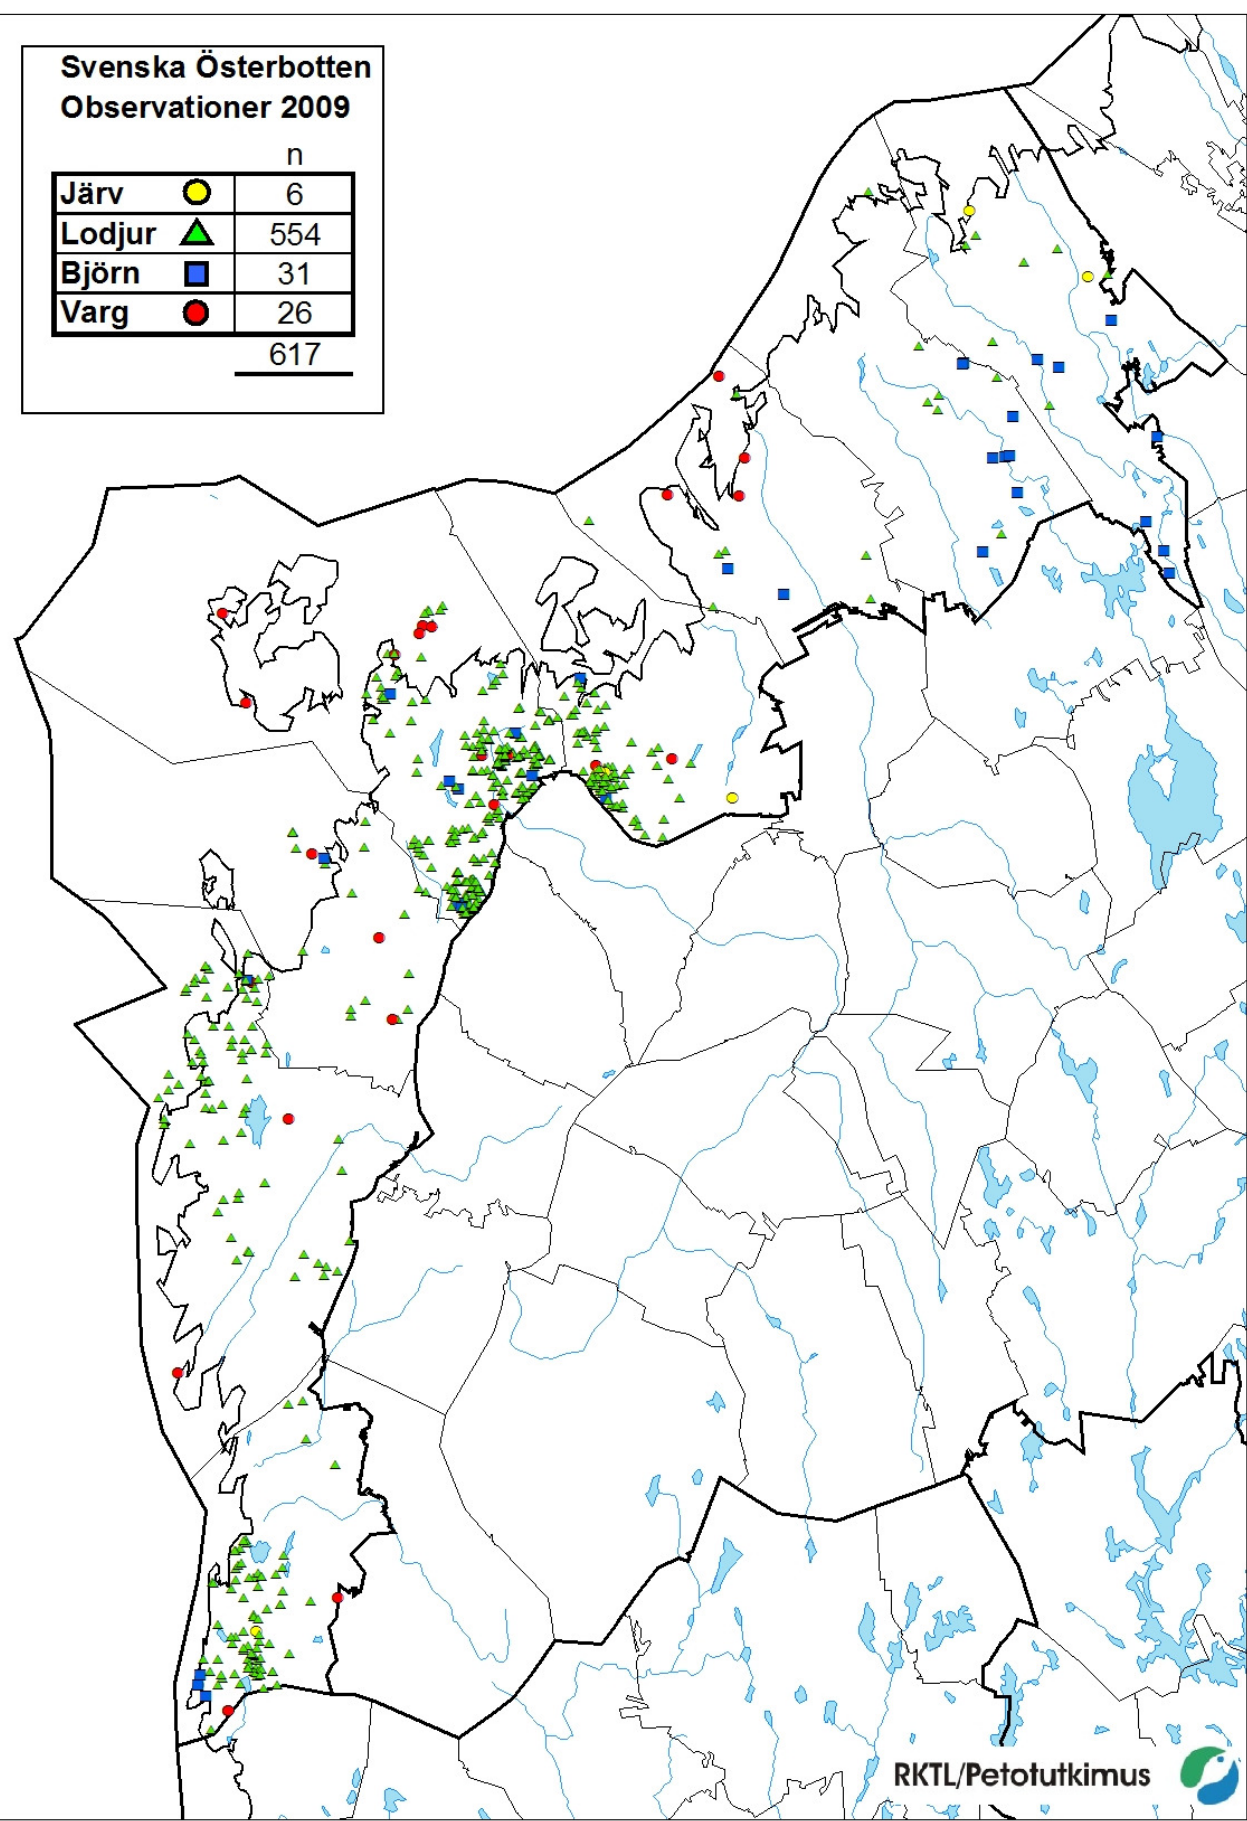 Svenska Österbotten
Observationer 2009
n
Järv 6
Lodjur 554
Björn 31
Varg 26
617
RKTL/Petotutkimus